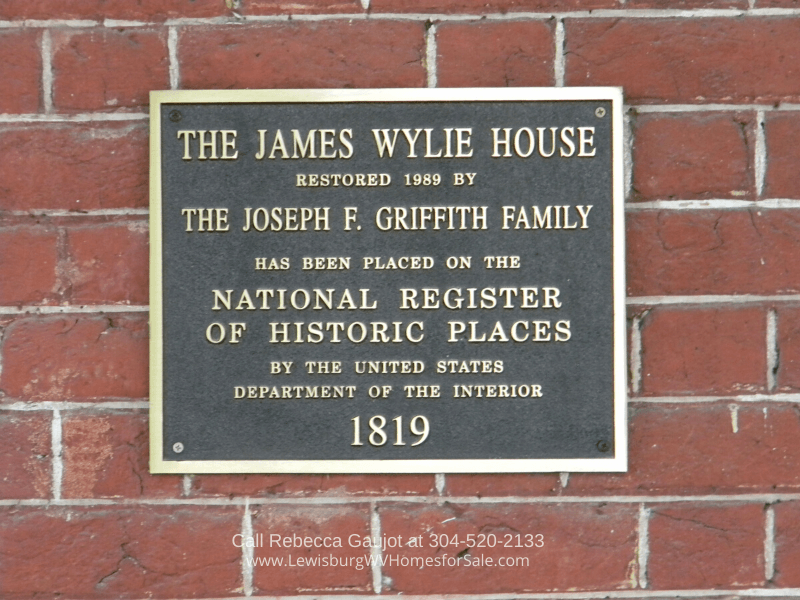 THE JAMES WYLIE HOUSE
RESTORED 1989 BY
THE JOSEPH F. GRIFFITH FAMILY
HAS BEEN PLACED ON THE
NATIONAL REGISTER
OF HISTORIC PLACES
BY THE UNITED STATES
DEPARTMENT OF THE INTERIOR
1819
Call Rebecca Gaujot at 304-520-2133
www.LewisburgWVHomesforSale.com